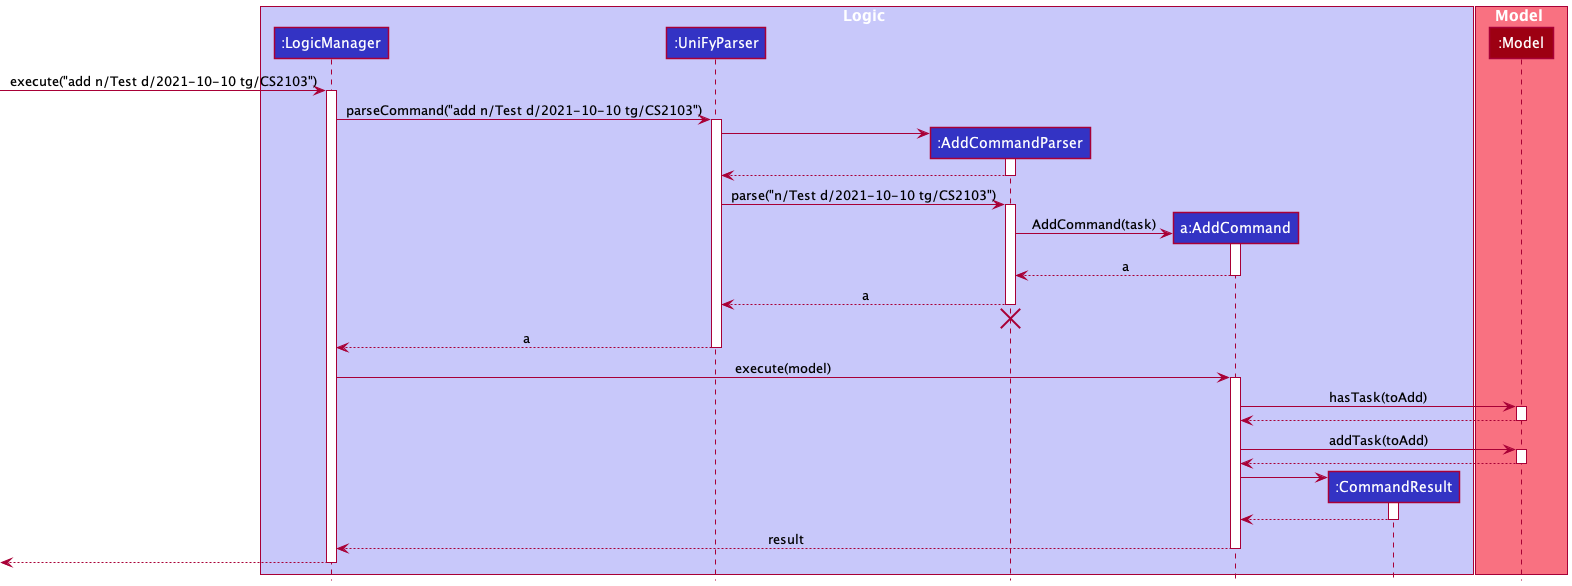 Logic
Model
:LogicManager
:UniFyParser
:Model
execute("add n/Test d/2021-10-10 tg/CS2103")
parseCommand("add n/Test d/2021-10-10 tg/CS2103")
:AddCommandParser
parse("n/Test d/2021-10-10 tg/CS2103")
AddCommand(task)
a:AddCommand
a
a
a
execute(model)
hasTask(toAdd)
addTask(toAdd)
:CommandResult
result